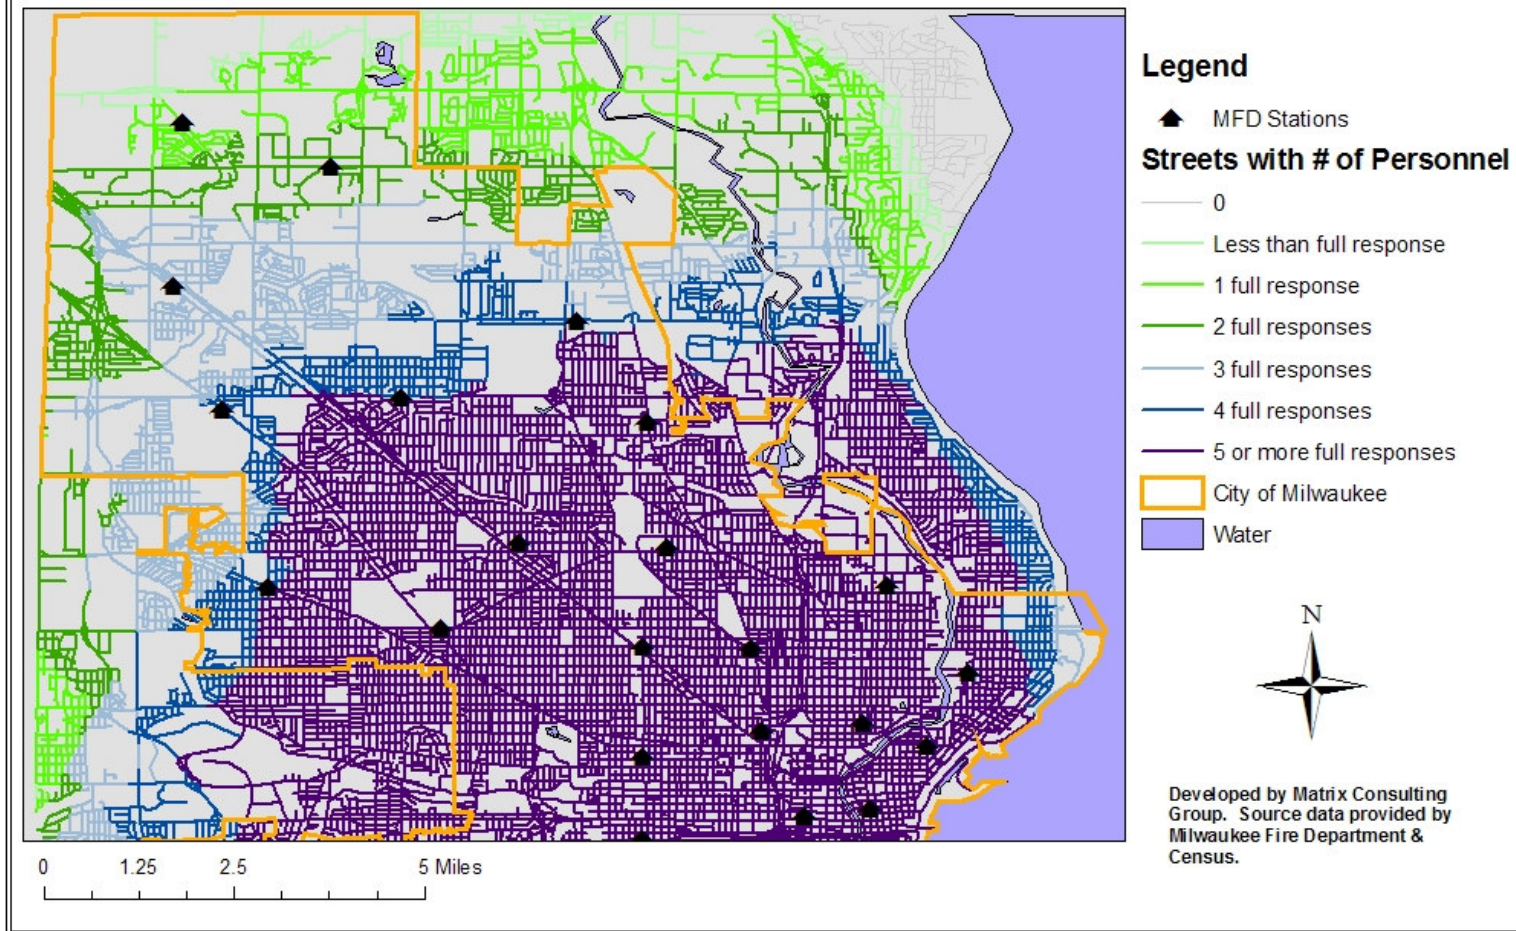 Legend
MFD Stations
Streets with # of Personnel
0
Less than full response
1 full response
2 full responses
3 full responses
4 full responses
5 or more full responses
City of Milwaukee
Water
N
Developed by Matrix Consulting
Group. Source data provided by
Milwaukee Fire Department &
Census.
0 1.25 2.5 5 Miles